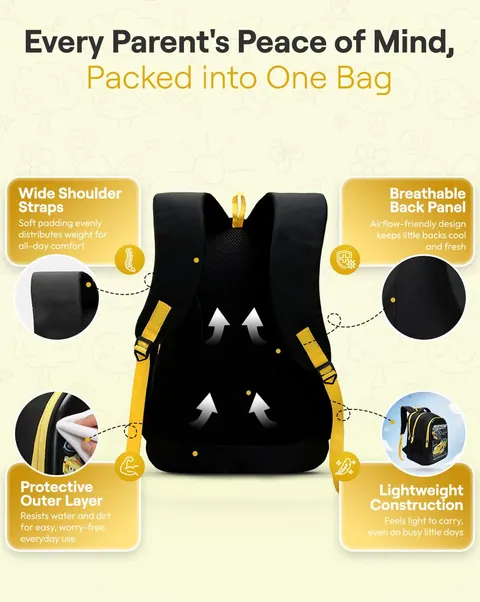 Every Parent's Peace of Mind,
Packed into One Bag
Wide Shoulder
Straps
Soft padding evenly
distributes weight for
all-day comfort
Breathable
Back Panel
Airflow-friendly design
keeps little backs cool
and fresh
Protective
Outer Layer
Resists water and dirt
for easy, worry-free
everyday use
Lightweight
Construction
Feels light to carry,
even on busy little days